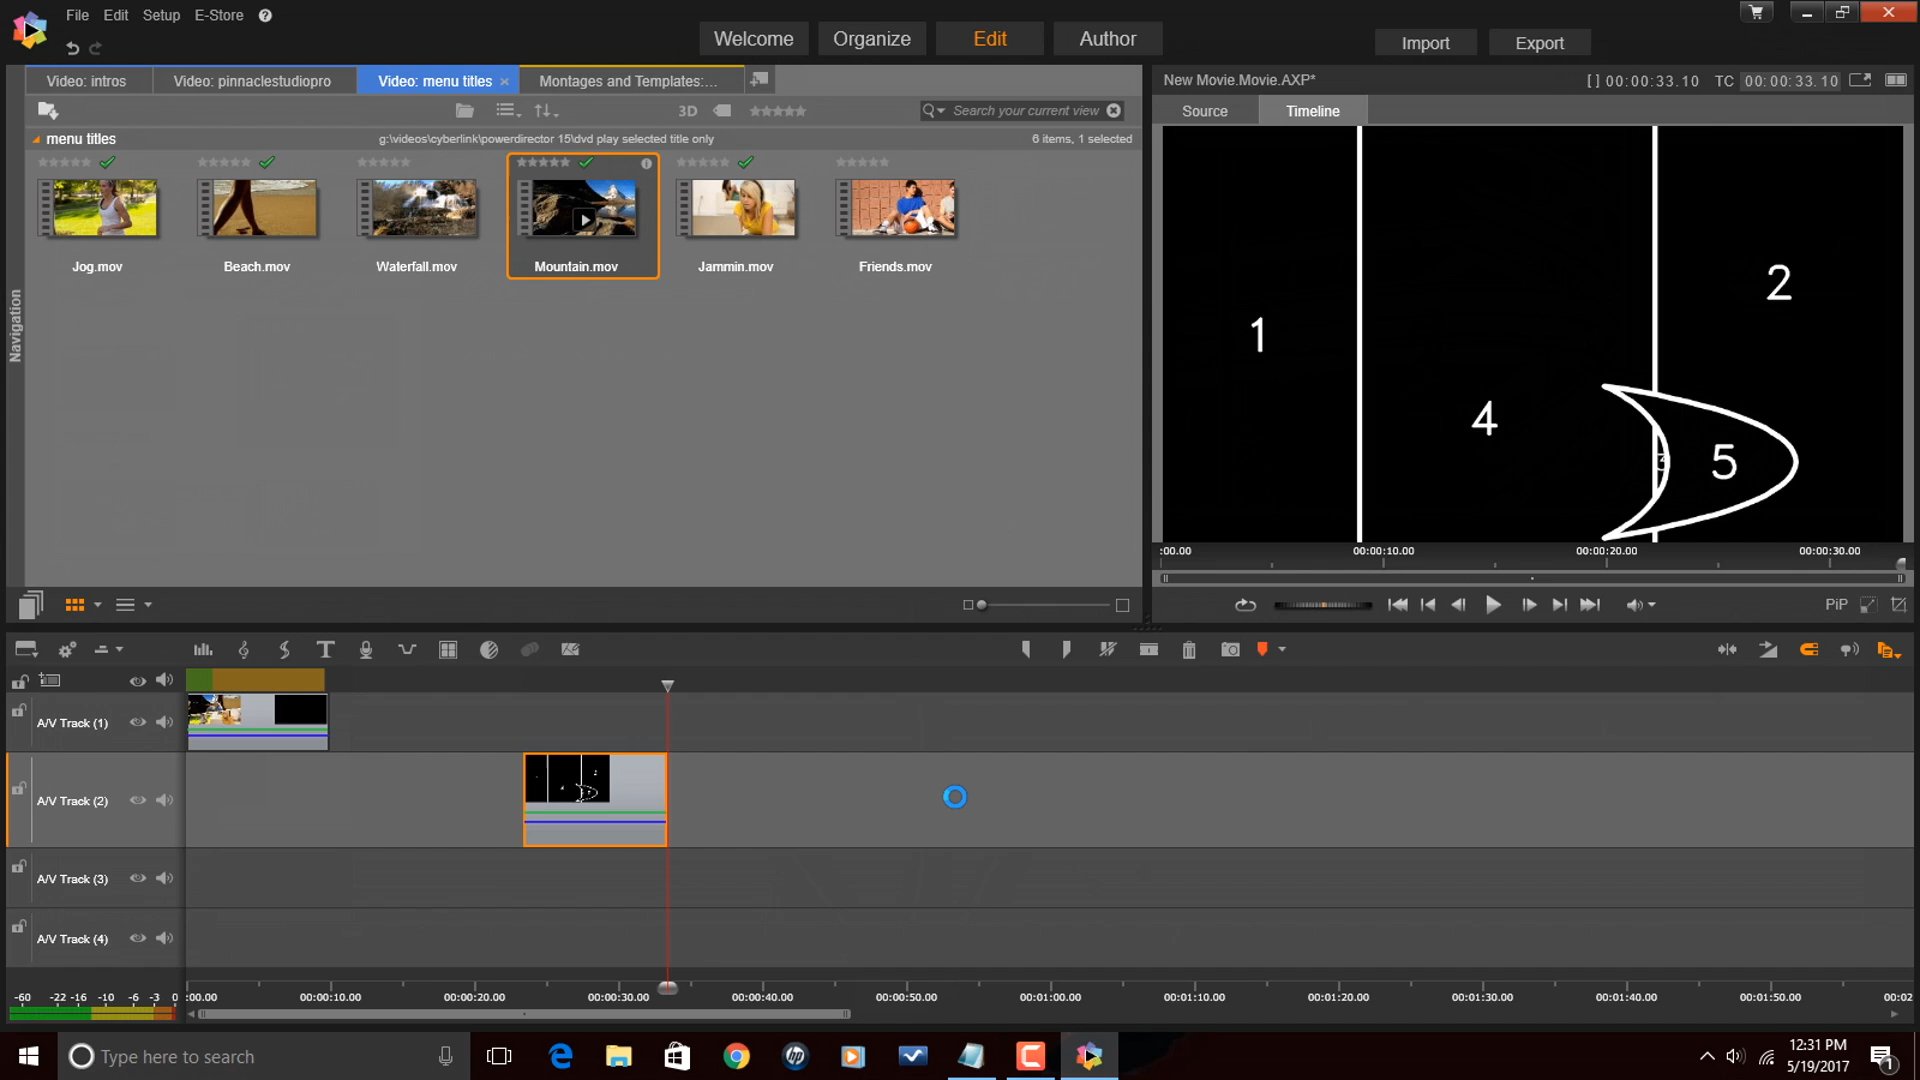 File Edit Setup E-Store ?
Welcome Organize Edit Author Import Export
Video: intros Video: pinnaclestudiopro Video: menu titles × Montages and Templates:...
New Movie.Movie.AXP* [ ] 00:00:33.10 TC 00:00:33.10
3D Search your current view
Source Timeline
menu titles g:\videos\cyberlink\powerdirector 15\dvd play selected title only 6 items, 1 selected
Jog.mov Beach.mov Waterfall.mov Mountain.mov Jammin.mov Friends.mov
Navigation
2
1
4
5
3
:00.00 00:00:10.00 00:00:20.00 00:00:30.00
PiP
A/V Track (1)
A/V Track (2)
A/V Track (3)
A/V Track (4)
-60 -22 -16 -10 -6 -3 0 :00.00 00:00:10.00 00:00:20.00 00:00:30.00 00:00:40.00 00:00:50.00 00:01:00.00 00:01:10.00 00:01:20.00 00:01:30.00 00:01:40.00 00:01:50.00 00:02
Type here to search
12:31 PM
5/19/2017
1